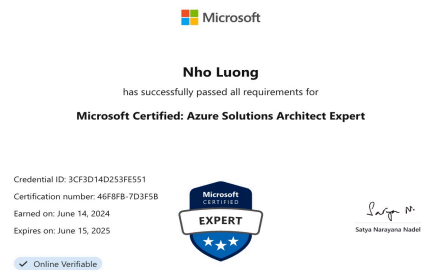 Microsoft
Nho Luong
has successfully passed all requirements for
Microsoft Certified: Azure Solutions Architect Expert
Credential ID: 3CF3D14D253FE551
Certification number: 46F8FB-7D3F5B
Earned on: June 14, 2024
Expires on: June 15, 2025
Online Verifiable
Microsoft
CERTIFIED
EXPERT
Satya N.
Satya Narayana Nadel